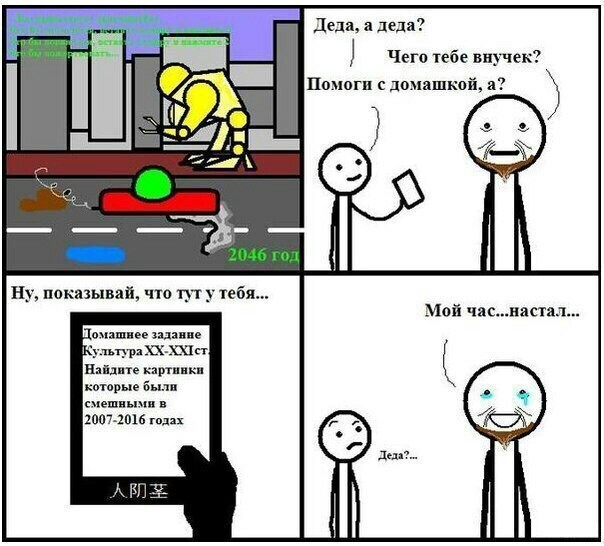 2046 год
Деда, а деда?
Чего тебе внучек?
Помоги с домашкой, а?
Ну, показывай, что тут у тебя...
Домашнее задание
Культура XX-XXIст.
Найдите картинки
которые были
смешными в
2007-2016 годах
人阶茎
Мой час...настал...
Деда?...